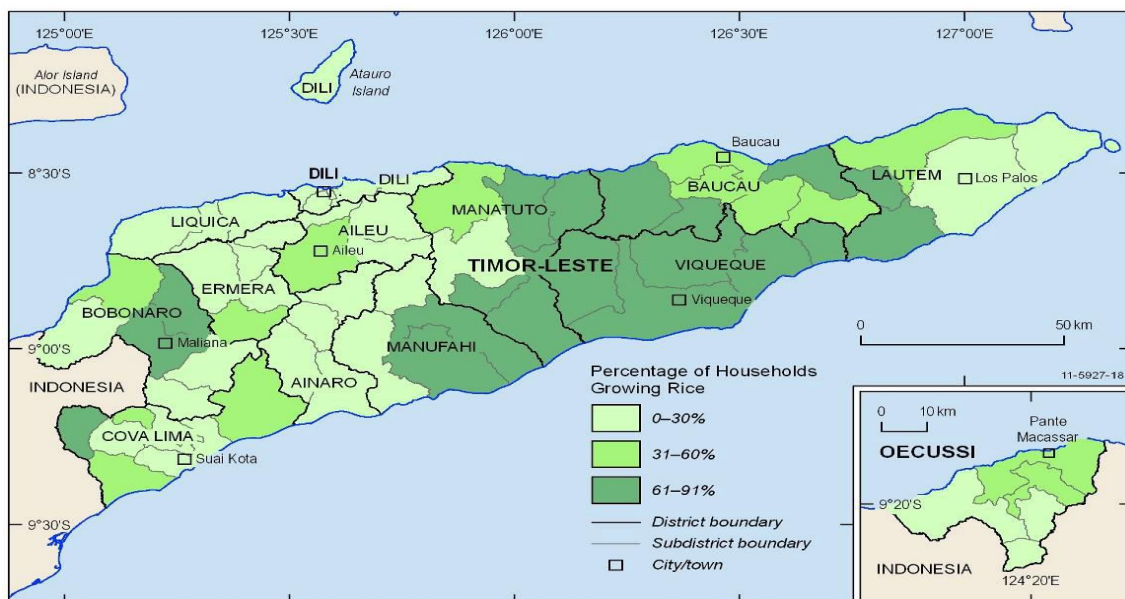 125°00'E
125°30'E
126°00'E
126°30'E
127°00'E
Alor Island
(INDONESIA)
DILI
Atauro
Island
8°30'S
DILI
DILI
Baucau
BAUCAU
LAUTEM
Los Palos
LIQUICA
MANATUTO
AILEU
Aileu
TIMOR-LESTE
VIQUEQUE
Viqueque
ERMERA
BOBONARO
Maliana
9°00'S
MANUFAHI
INDONESIA
AINARO
COVA LIMA
Suai Kota
9°30'S
0 50 km
11-5927-18
Percentage of Households
Growing Rice
0–30%
31–60%
61–91%
District boundary
Subdistrict boundary
City/town
0 10 km
Pante
Macassar
OECUSSI
9°20'S
INDONESIA
124°20'E